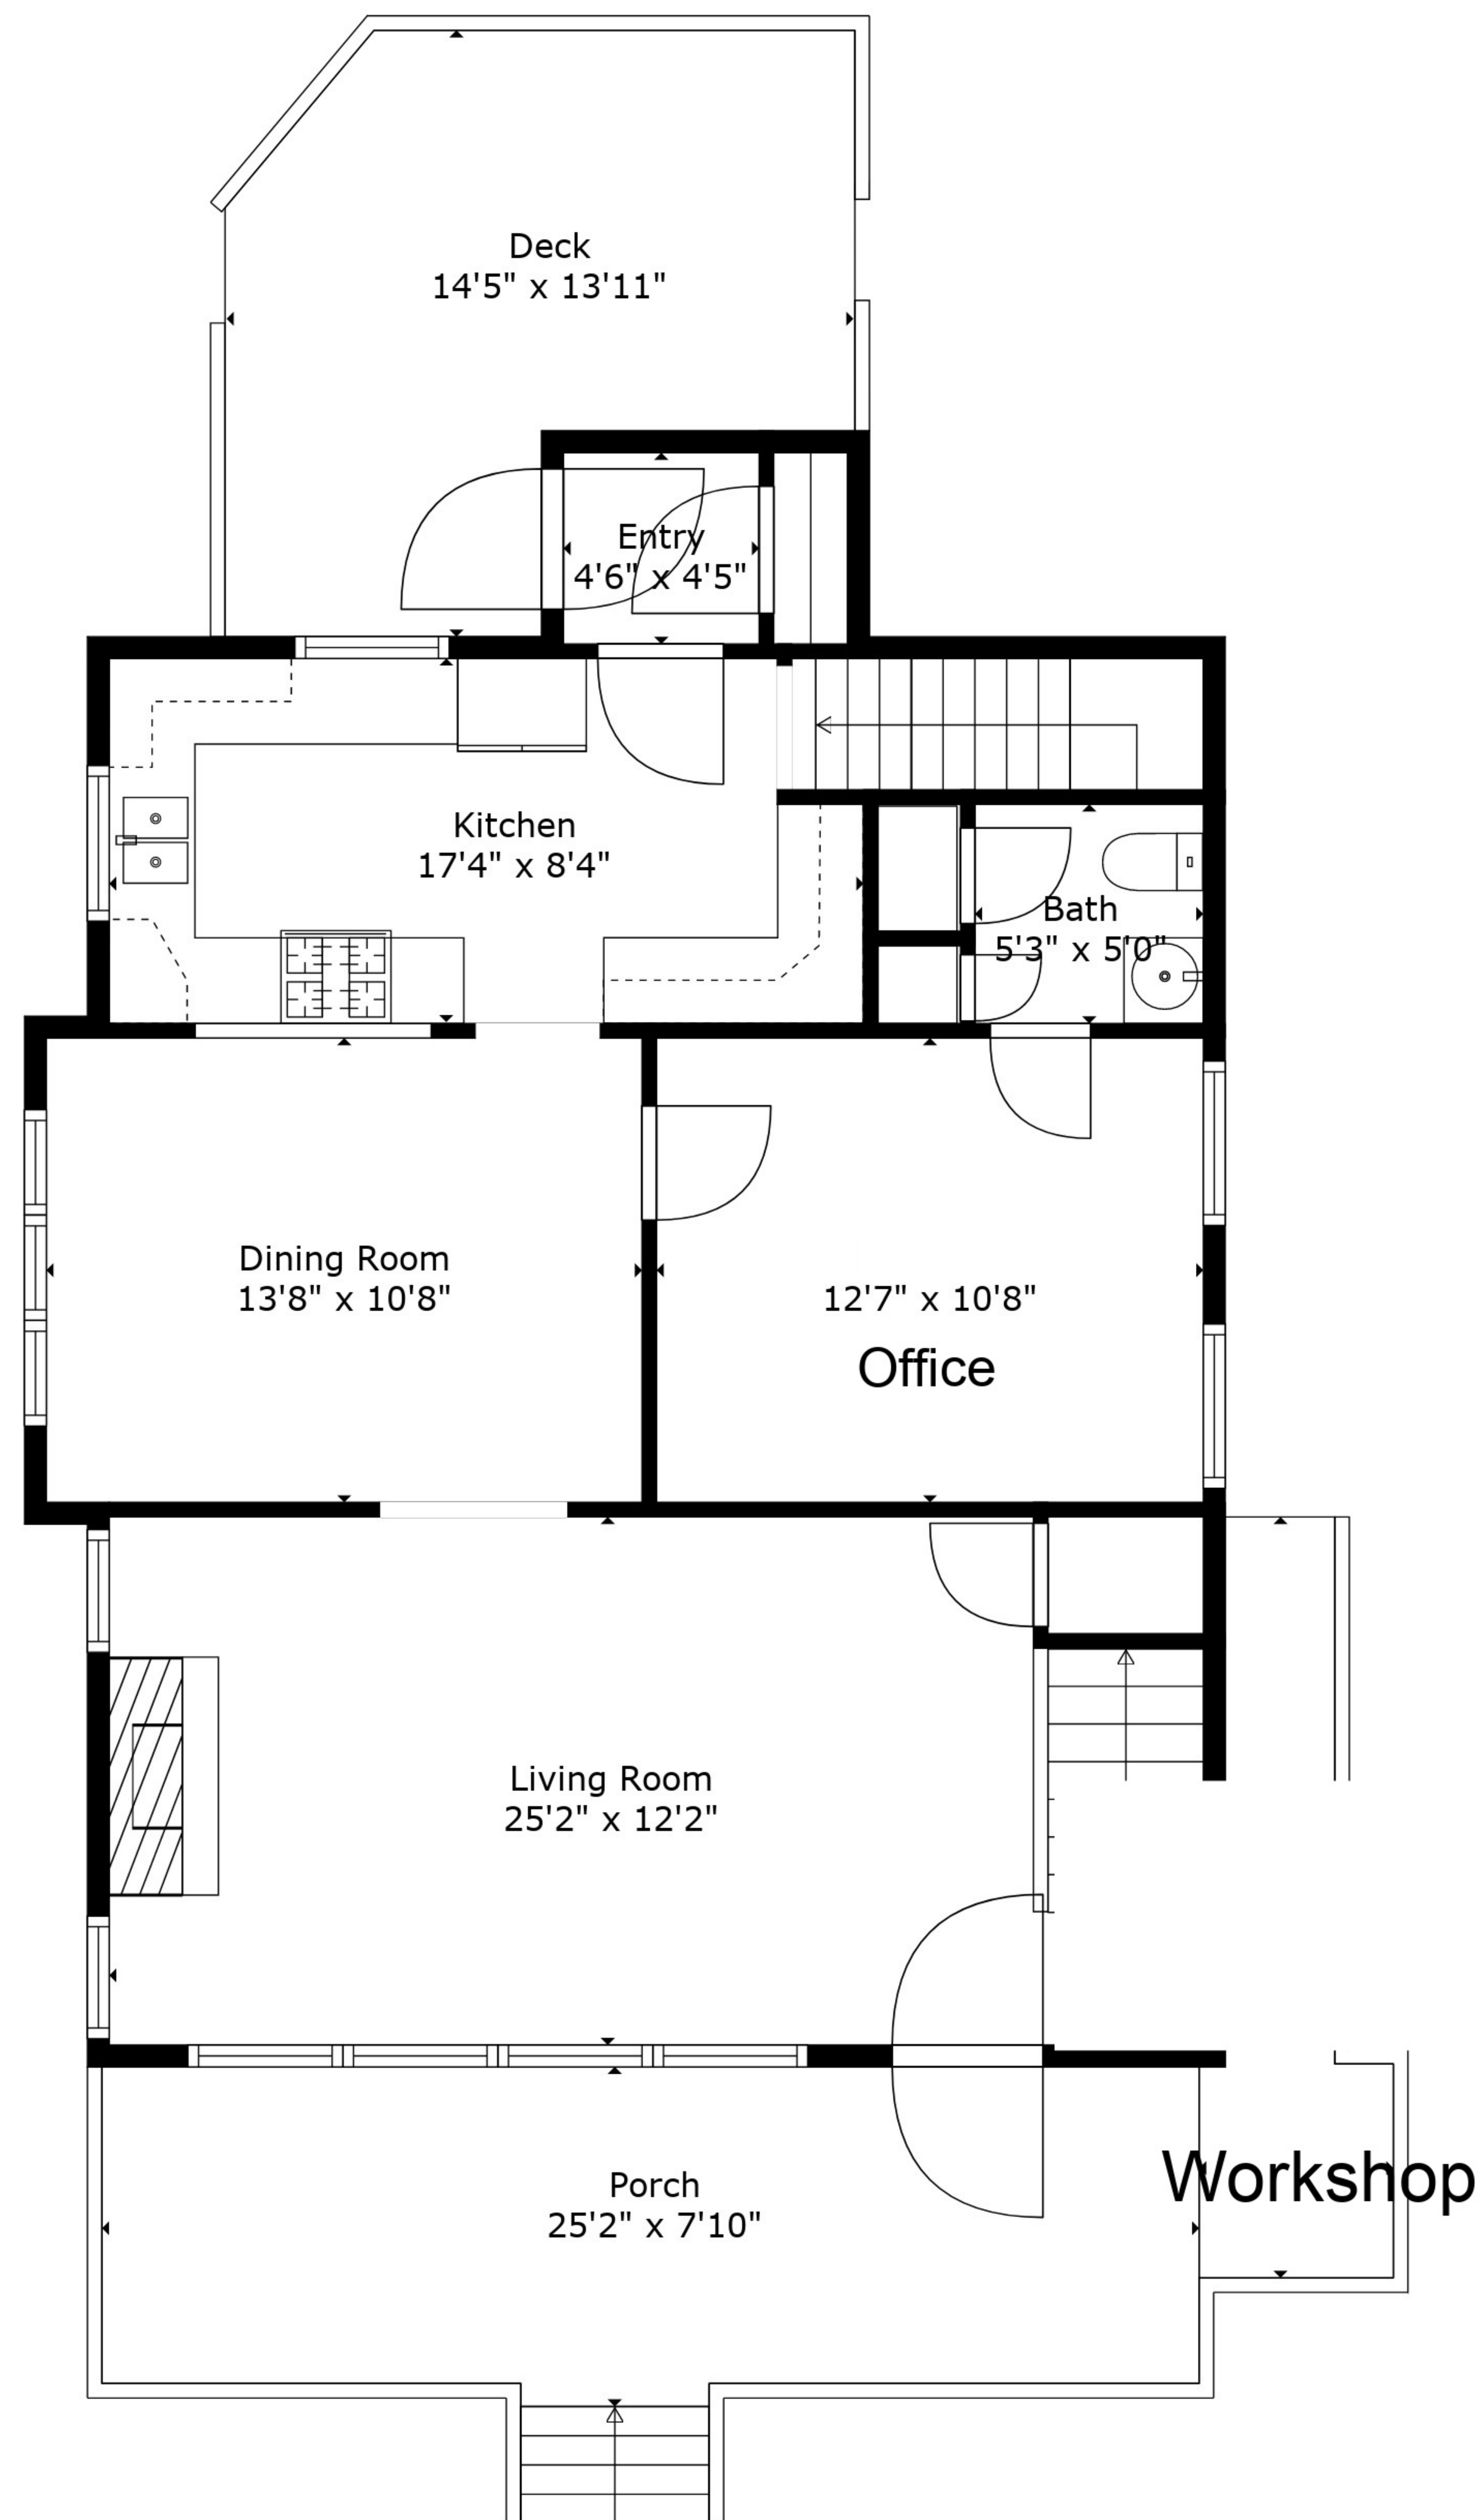 Deck
14'5" x 13'11"
Entry
4'6" x 4'5"
Kitchen
17'4" x 8'4"
Bath
5'3" x 5'0"
Dining Room
13'8" x 10'8"
12'7" x 10'8"
Office
Living Room
25'2" x 12'2"
Workshop
Porch
25'2" x 7'10"